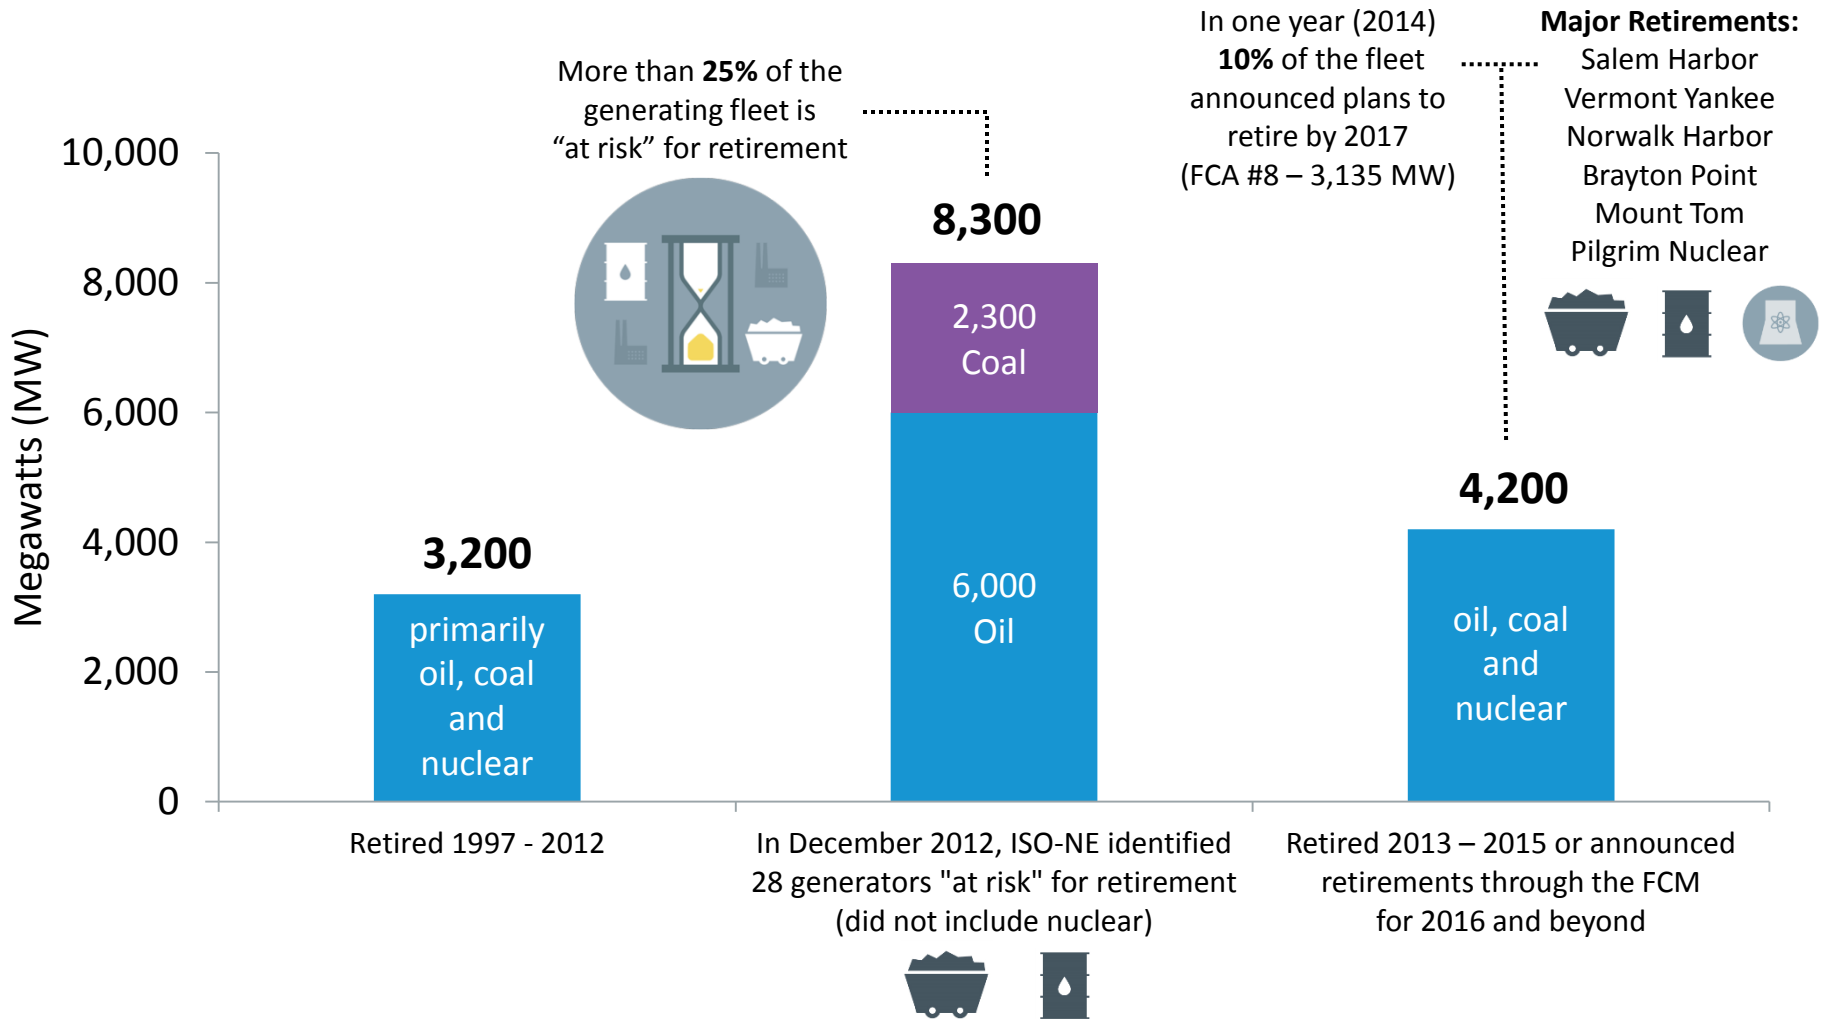 In one year (2014)
10% of the fleet
announced plans to
retire by 2017
(FCA #8 – 3,135 MW)
Major Retirements:
Salem Harbor
Vermont Yankee
Norwalk Harbor
Brayton Point
Mount Tom
Pilgrim Nuclear
More than 25% of the
generating fleet is
“at risk” for retirement
Megawatts (MW)
10,000
8,000
6,000
4,000
2,000
0
3,200
primarily
oil, coal
and
nuclear
8,300
2,300
Coal
6,000
Oil
4,200
oil, coal
and
nuclear
Retired 1997 - 2012
In December 2012, ISO-NE identified
28 generators "at risk" for retirement
(did not include nuclear)
Retired 2013 – 2015 or announced
retirements through the FCM
for 2016 and beyond